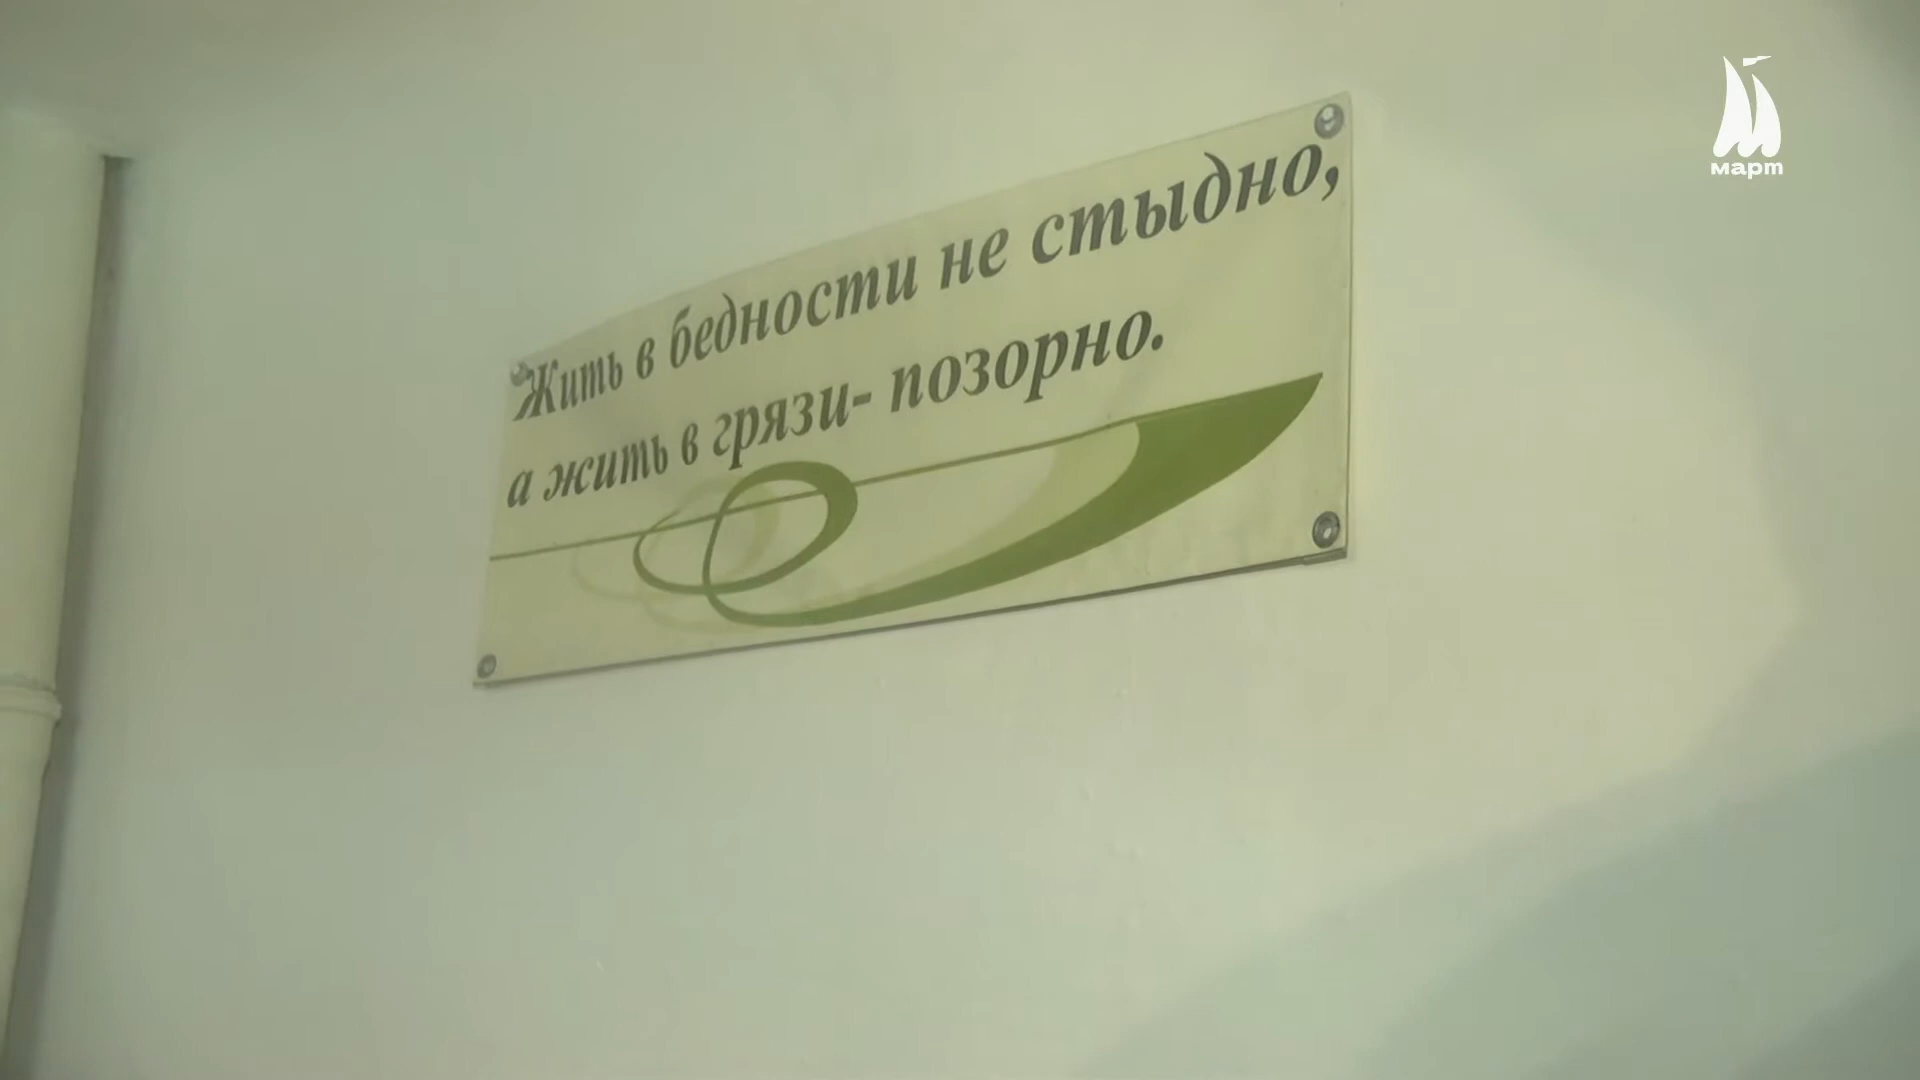 Жить в бедности не стыдно,
а жить в грязи- позорно.
март